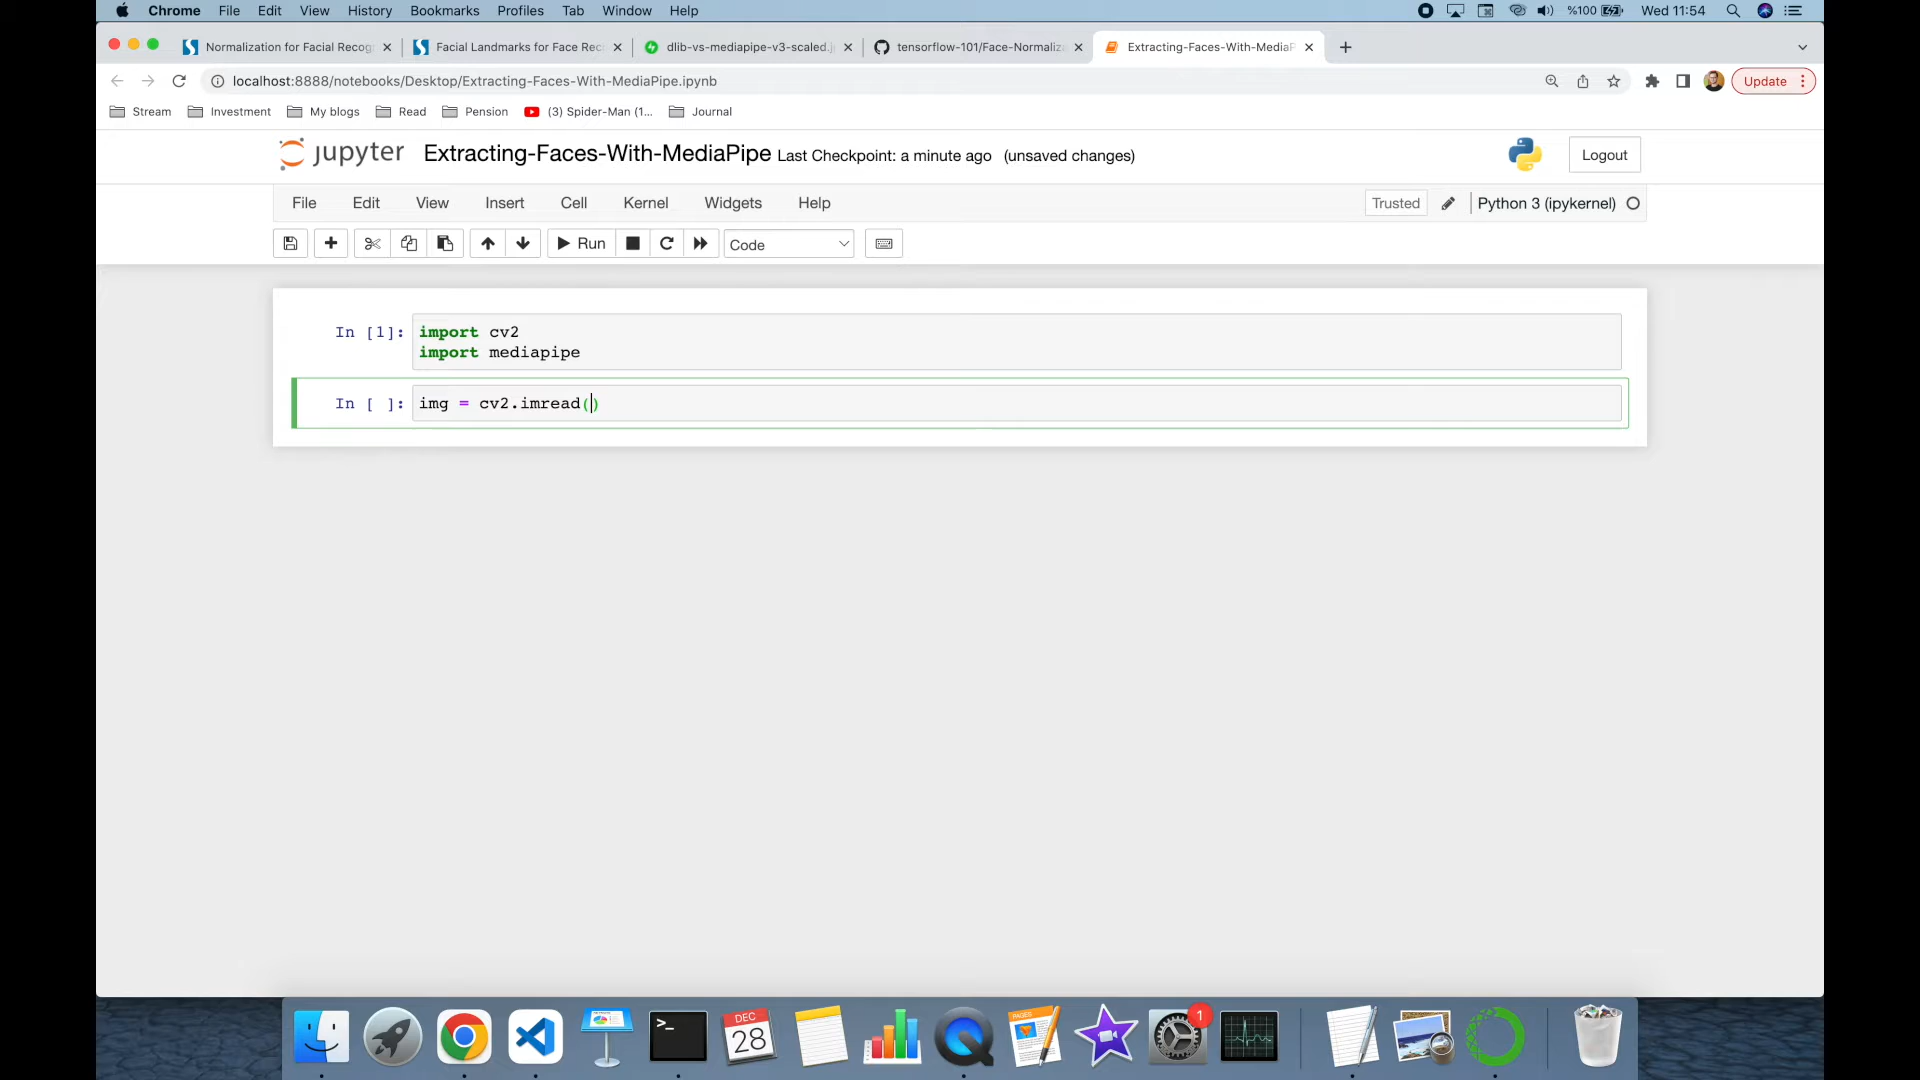 Chrome File Edit View History Bookmarks Profiles Tab Window Help %100 Wed 11:54
Normalization for Facial Recog Facial Landmarks for Face Rec dlib-vs-mediapipe-v3-scaled.j tensorflow-101/Face-Normaliz Extracting-Faces-With-MediaP
localhost:8888/notebooks/Desktop/Extracting-Faces-With-MediaPipe.ipynb Update
Stream Investment My blogs Read Pension (3) Spider-Man (1... Journal
jupyter Extracting-Faces-With-MediaPipe Last Checkpoint: a minute ago (unsaved changes) Logout
File Edit View Insert Cell Kernel Widgets Help Trusted Python 3 (ipykernel)
Run Code
In [1]: import cv2
import mediapipe
In [ ]: img = cv2.imread()
DEC
28
1